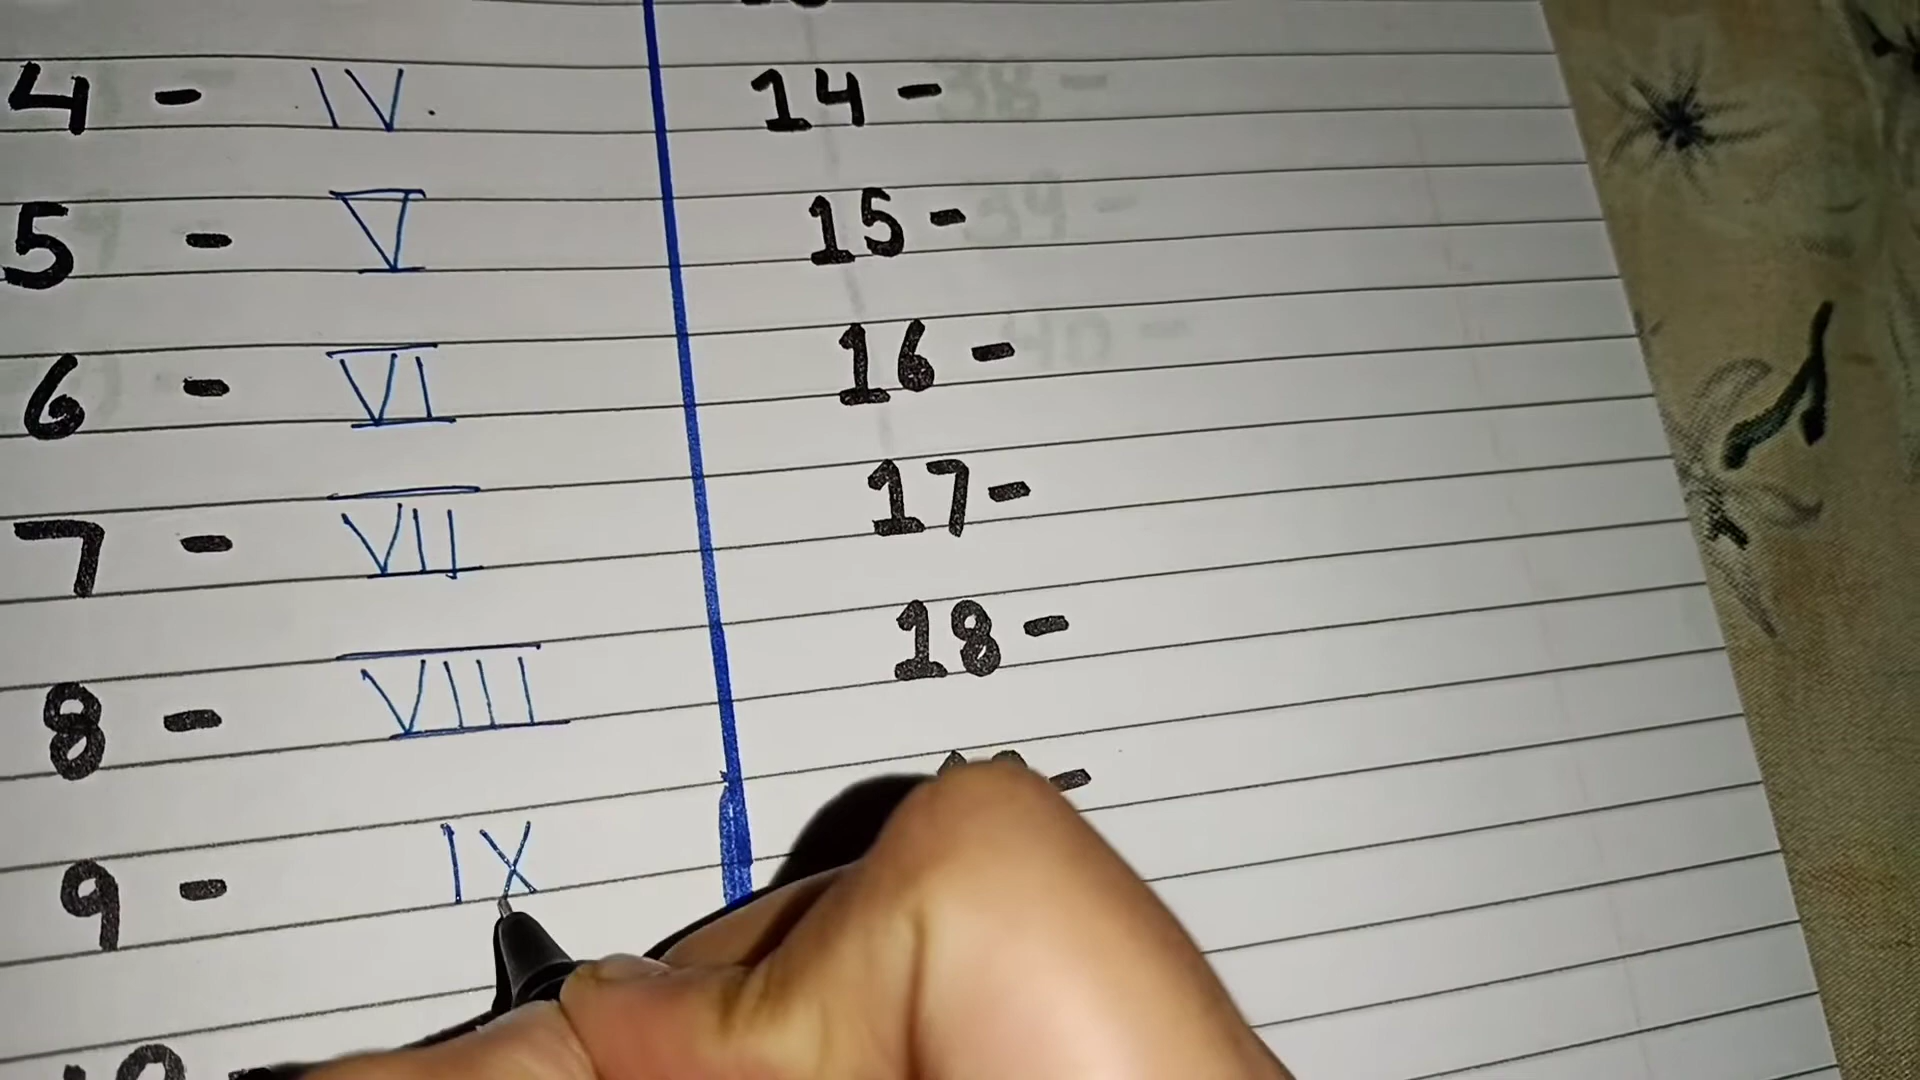 4 - IV.
5 - V
6 - VI
7 - VII
8 - VIII
9 - IX
14 -
15 -
16 -
17 -
18 -